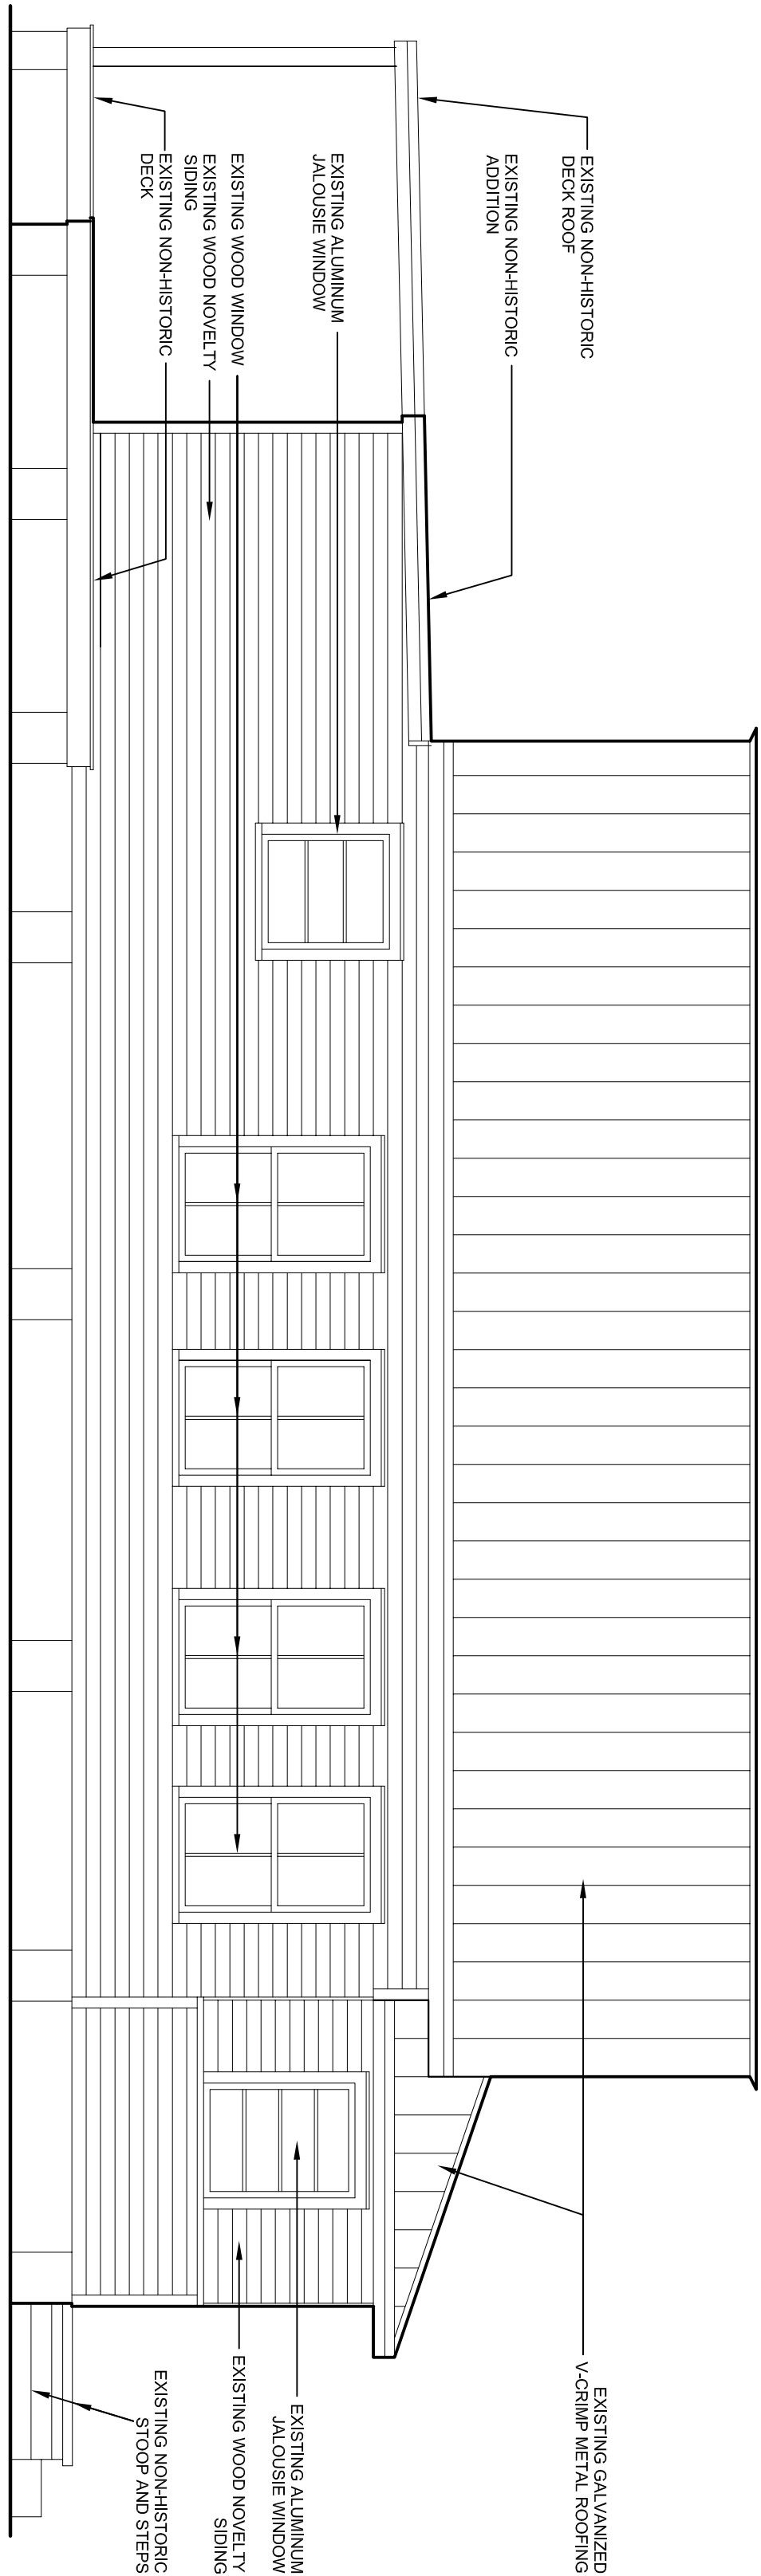 EXISTING NON-HISTORIC
DECK ROOF
EXISTING NON-HISTORIC
ADDITION
EXISTING ALUMINUM
JALOUSIE WINDOW
EXISTING WOOD WINDOW
EXISTING WOOD NOVELTY
SIDING
EXISTING NON-HISTORIC
DECK
EXISTING GALVANIZED
V-CRIMP METAL ROOFING
EXISTING ALUMINUM
JALOUSIE WINDOW
EXISTING WOOD NOVELTY
SIDING
EXISTING NON-HISTORIC
STOOP AND STEPS